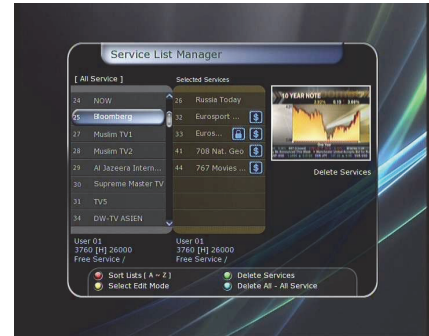 Service List Manager
[ All Service ]
Selected Services
24 NOW
25 Bloomberg
27 Muslim TV1
28 Muslim TV2
29 Al Jazeera Intern...
30 Supreme Master TV
31 TV5
34 DW-TV ASIEN
26 Russia Today
32 Eurosport ... $
33 Euros... $
41 708 Nat. Geo $
44 767 Movies ... $
10 YEAR NOTE
Delete Services
User 01
3760 [H] 26000
Free Service /
User 01
3760 [H] 26000
Free Service /
Sort Lists [ A ~ Z ]
Delete Services
Select Edit Mode
Delete All - All Service